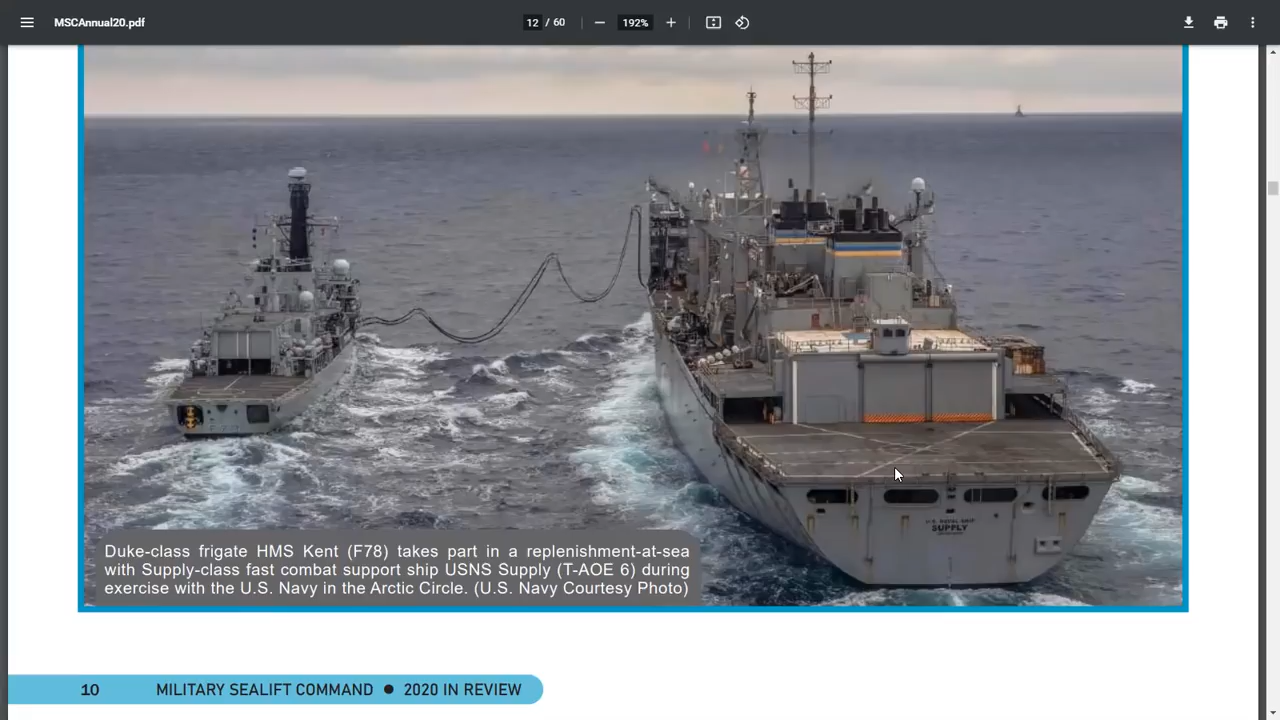 MSCAnnual20.pdf
12 / 60
192%
U.S. NAVAL SHIP
SUPPLY
Duke-class frigate HMS Kent (F78) takes part in a replenishment-at-sea
with Supply-class fast combat support ship USNS Supply (T-AOE 6) during
exercise with the U.S. Navy in the Arctic Circle. (U.S. Navy Courtesy Photo)
10 MILITARY SEALIFT COMMAND ● 2020 IN REVIEW